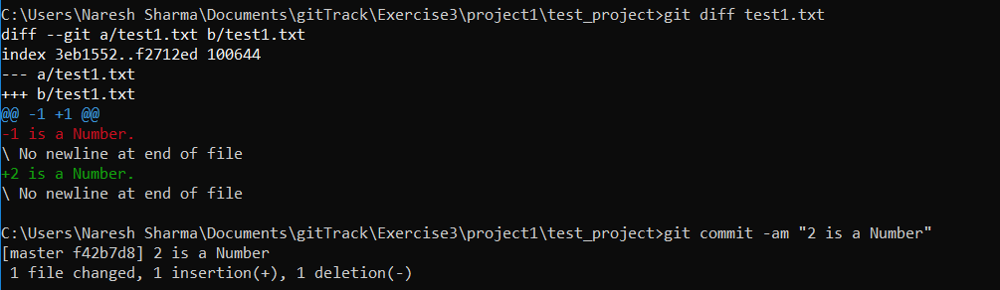 C:\Users\Naresh Sharma\Documents\gitTrack\Exercise3\project1\test_project>git diff test1.txt
diff --git a/test1.txt b/test1.txt
index 3eb1552..f2712ed 100644
--- a/test1.txt
+++ b/test1.txt
@@ -1 +1 @@
-1 is a Number.
\ No newline at end of file
+2 is a Number.
\ No newline at end of file
C:\Users\Naresh Sharma\Documents\gitTrack\Exercise3\project1\test_project>git commit -am "2 is a Number"
[master f42b7d8] 2 is a Number
 1 file changed, 1 insertion(+), 1 deletion(-)